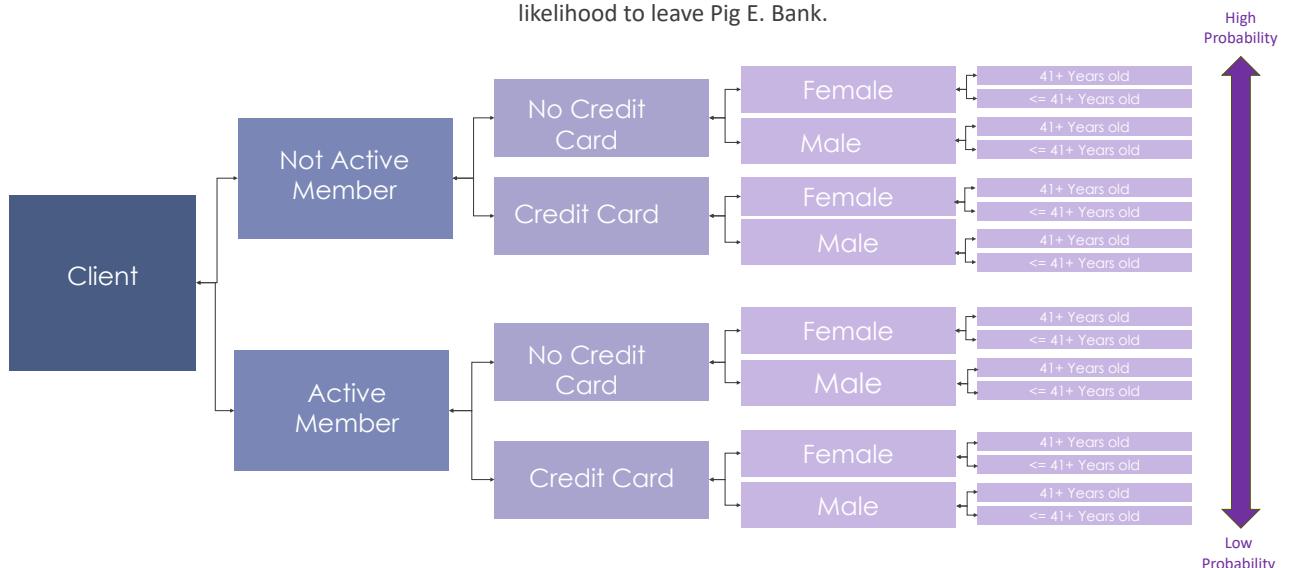 likelihood to leave Pig E. Bank.
High
Probability
Client
Not Active
Member
No Credit
Card
Female
41+ Years old
<= 41+ Years old
Male
41+ Years old
<= 41+ Years old
Credit Card
Female
41+ Years old
<= 41+ Years old
Male
41+ Years old
<= 41+ Years old
Active
Member
No Credit
Card
Female
41+ Years old
<= 41+ Years old
Male
41+ Years old
<= 41+ Years old
Credit Card
Female
41+ Years old
<= 41+ Years old
Male
41+ Years old
<= 41+ Years old
Low
Probability